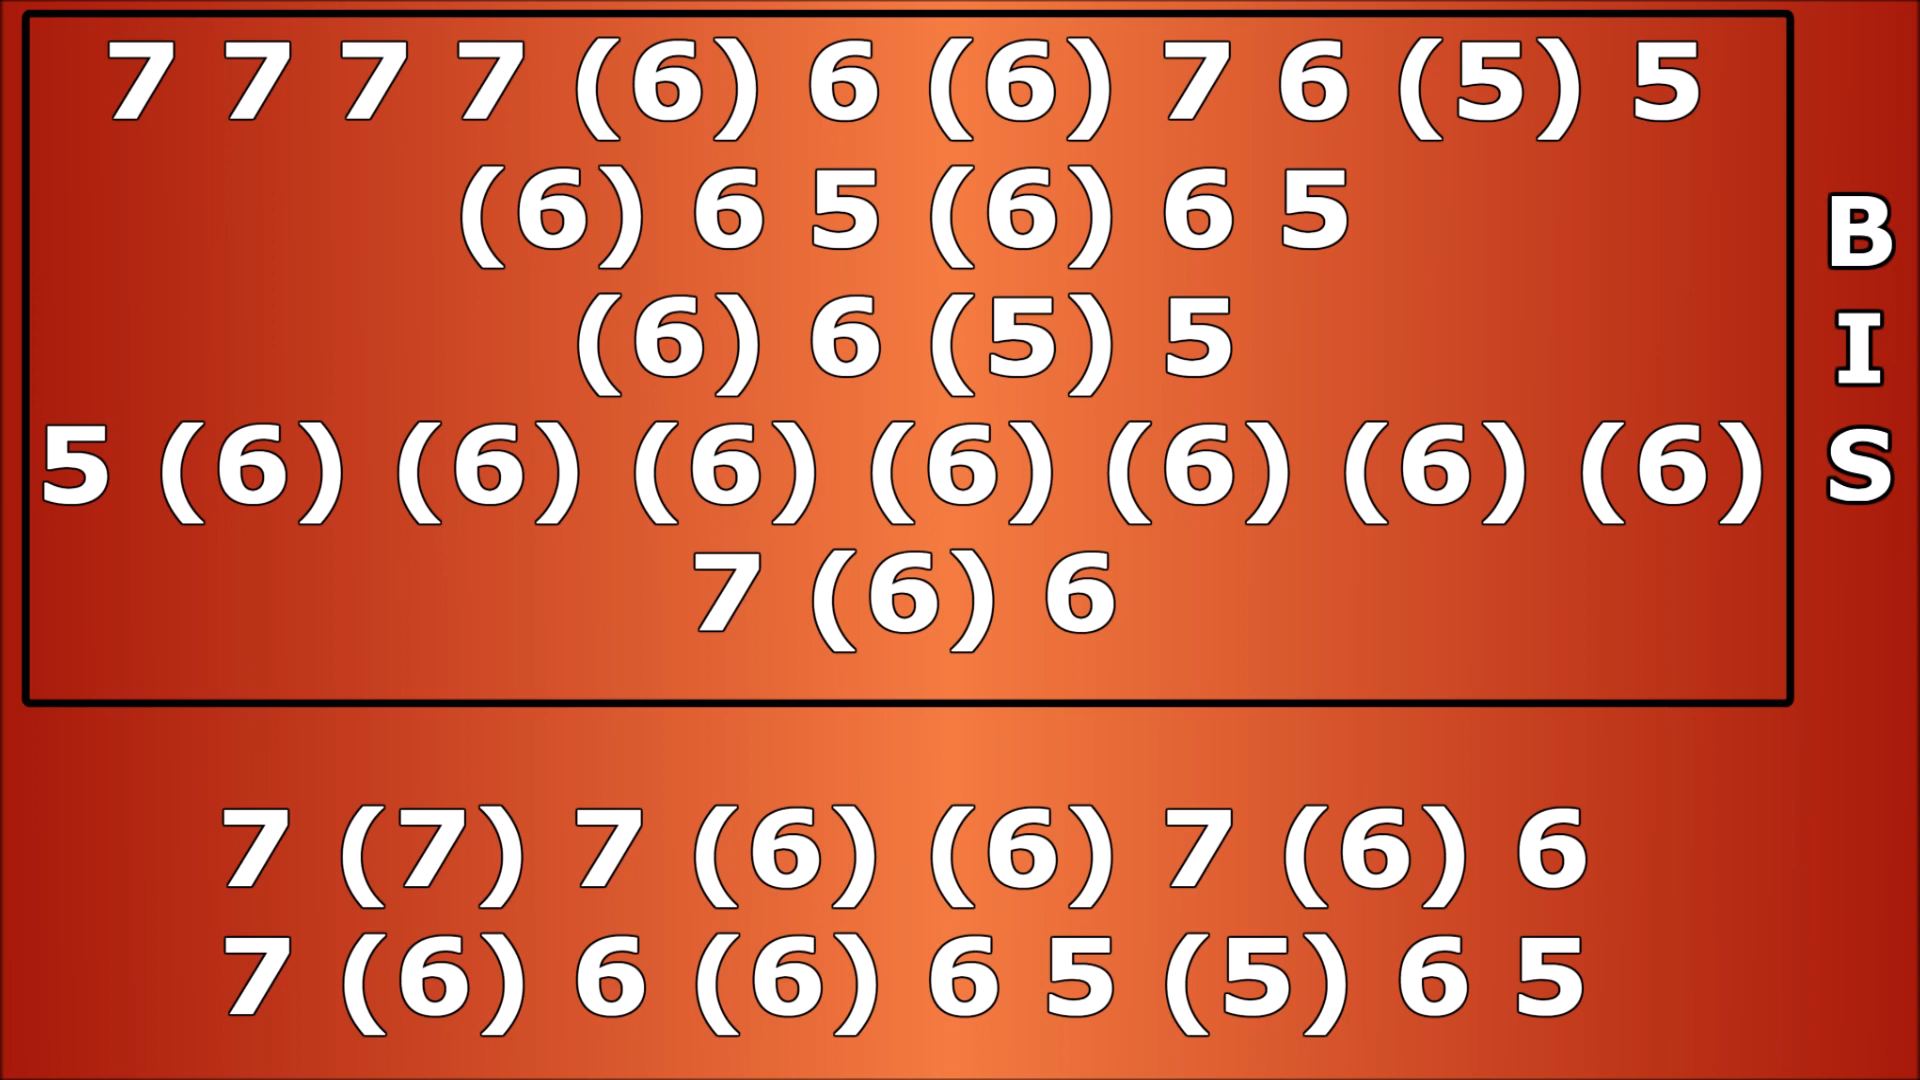 7 7 7 7 (6) 6 (6) 7 6 (5) 5
(6) 6 5 (6) 6 5
(6) 6 (5) 5
5 (6) (6) (6) (6) (6) (6) (6)
7 (6) 6
B
I
S
7 (7) 7 (6) (6) 7 (6) 6
7 (6) 6 (6) 6 5 (5) 6 5